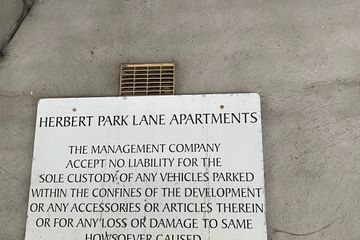 HERBERT PARK LANE APARTMENTS
THE MANAGEMENT COMPANY
ACCEPT NO LIABILITY FOR THE
SOLE CUSTODY OF ANY VEHICLES PARKED
WITHIN THE CONFINES OF THE DEVELOPMENT
OR ANY ACCESSORIES OR ARTICLES THEREIN
OR FOR ANY LOSS OR DAMAGE TO SAME
HOWSOEVER CAUSED